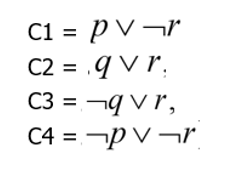 C1 = p ∨ ¬r
C2 = q ∨ r;
C3 = ¬q ∨ r,
C4 = ¬p ∨ ¬r